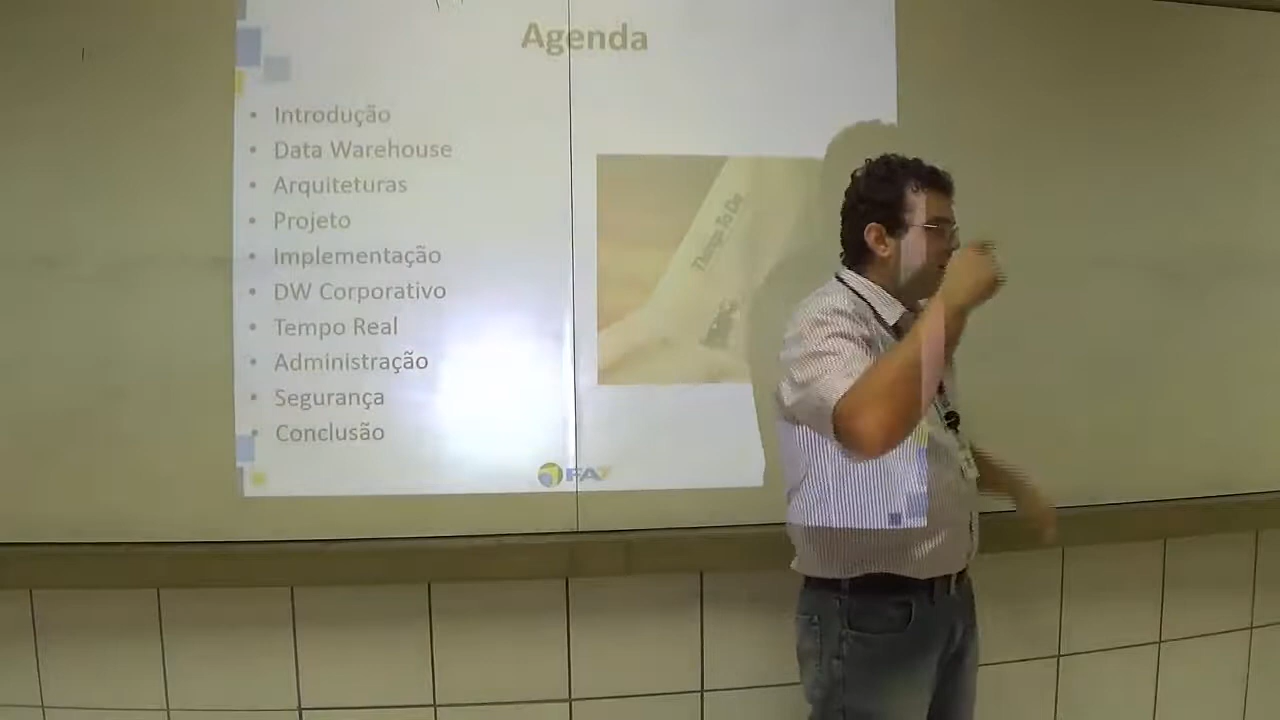 Agenda
• Introdução
• Data Warehouse
• Arquiteturas
• Projeto
• Implementação
• DW Corporativo
• Tempo Real
• Administração
• Segurança
• Conclusão
Things To Do
FA7